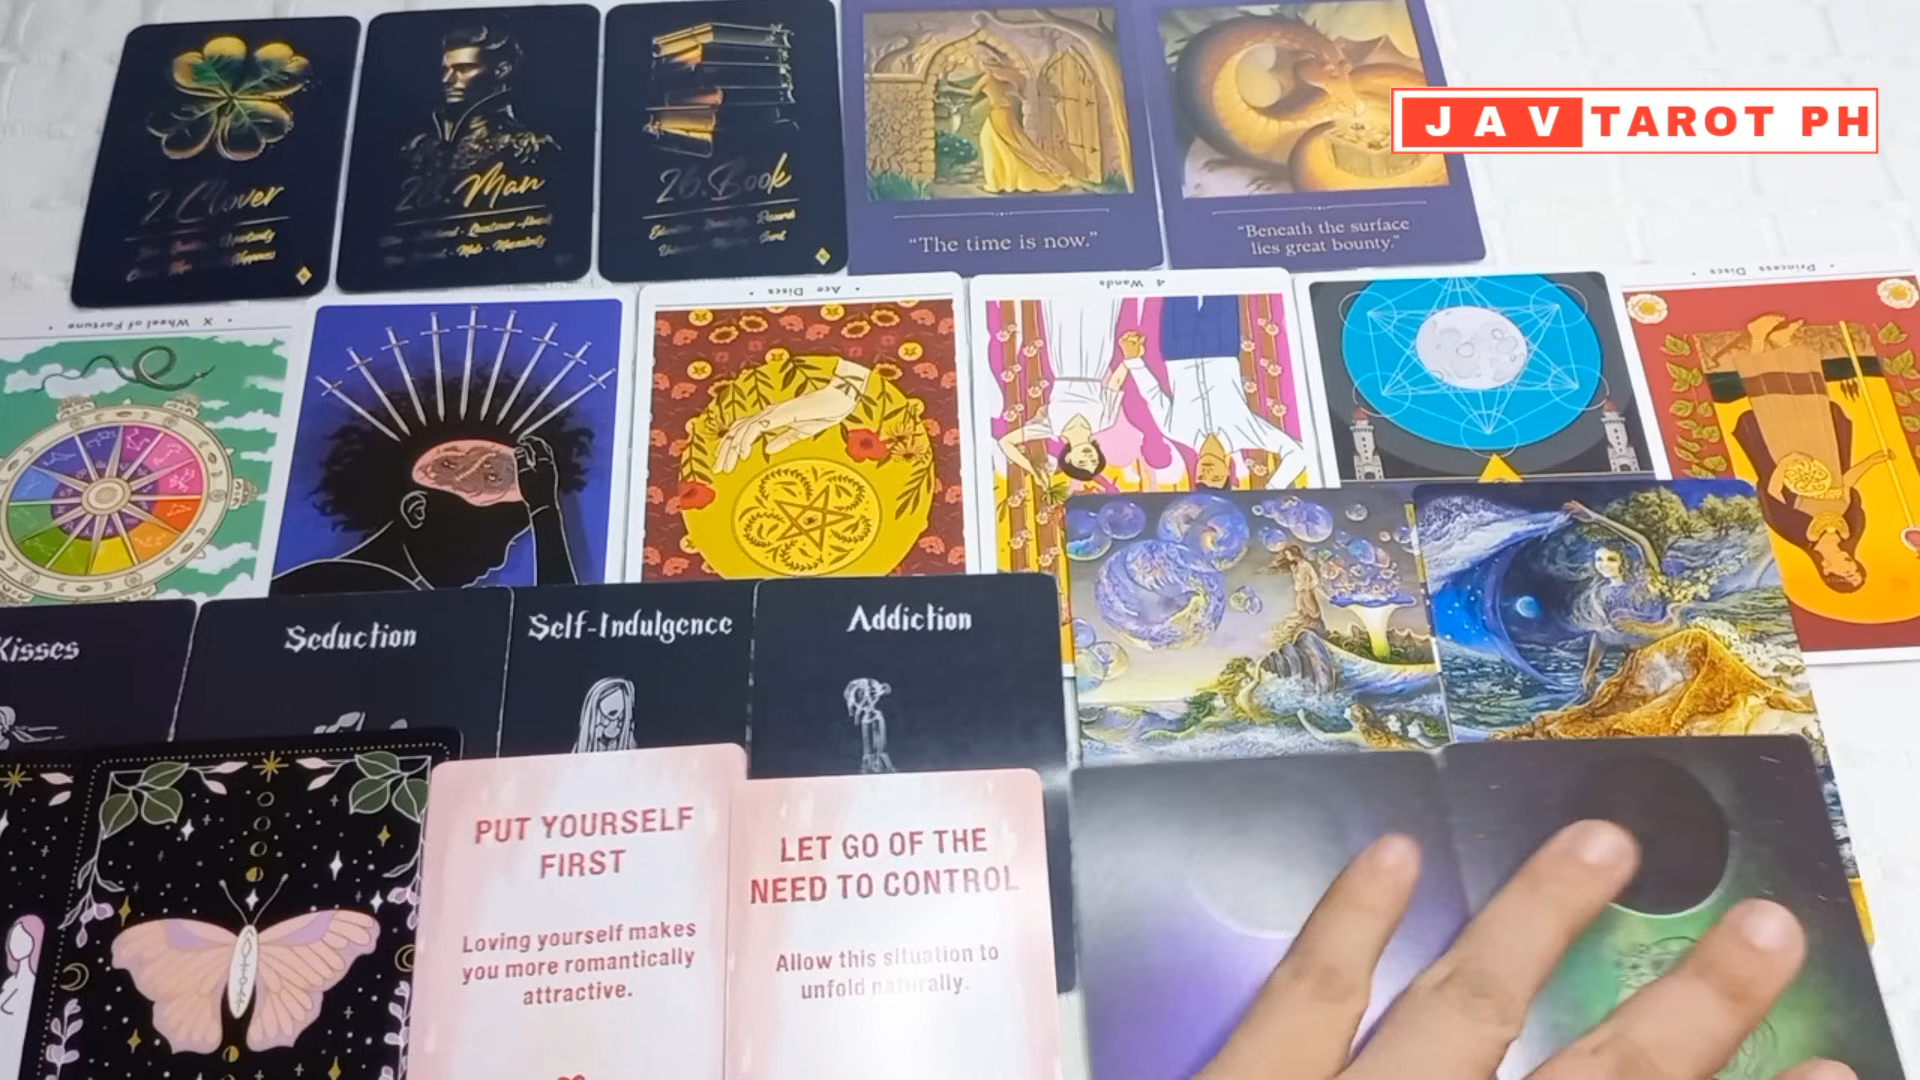 2. Clover
28. Man
26. Book
"The time is now."
"Beneath the surface
lies great bounty."
JAV TAROT PH
X Wheel of Fortune
Ace Discs
4 Wands
Princess Discs
Kisses
Seduction
Self-Indulgence
Addiction
PUT YOURSELF
FIRST
Loving yourself makes
you more romantically
attractive.
LET GO OF THE
NEED TO CONTROL
Allow this situation to
unfold naturally.